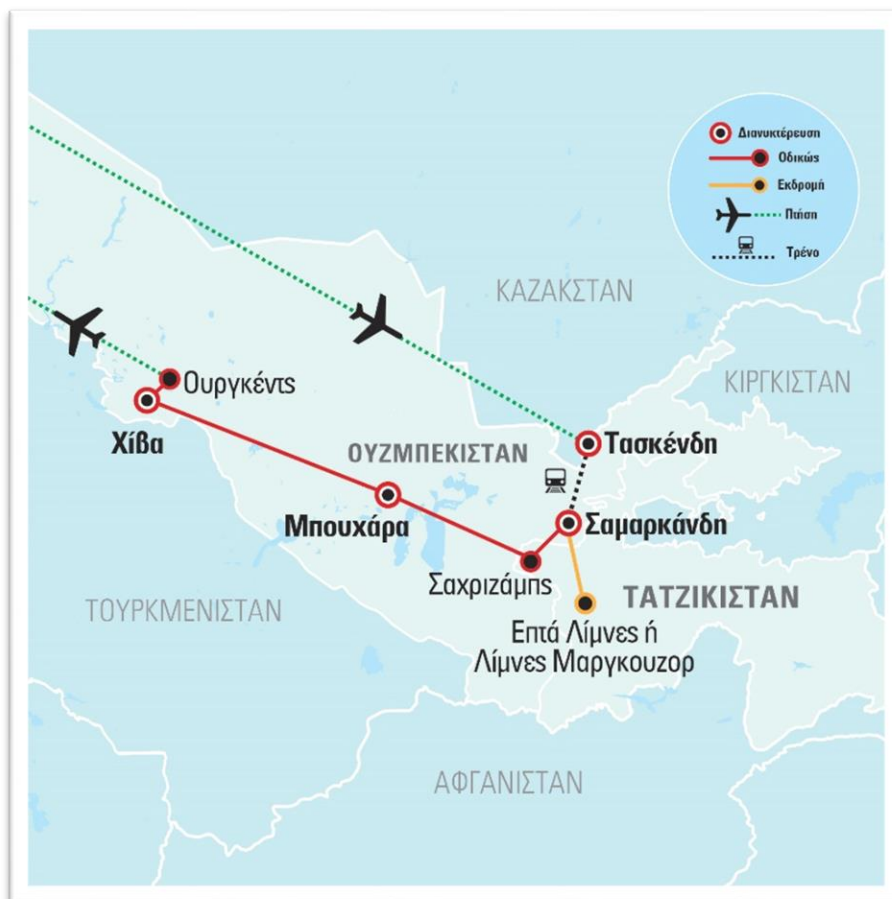 Διανυκτέρευση
Οδικώς
Εκδρομή
Πτήση
Τρένο
ΚΑΖΑΚΣΤΑΝ
ΚΙΡΓΚΙΣΤΑΝ
Ουργκέντς
Χίβα
ΟΥΖΜΠΕΚΙΣΤΑΝ
Τασκένδη
Μπουχάρα
Σαμαρκάνδη
Σαχριζάμπς
ΤΑΤΖΙΚΙΣΤΑΝ
ΤΟΥΡΚΜΕΝΙΣΤΑΝ
Επτά Λίμνες ή
Λίμνες Μαργκουζορ
ΑΦΓΑΝΙΣΤΑΝ